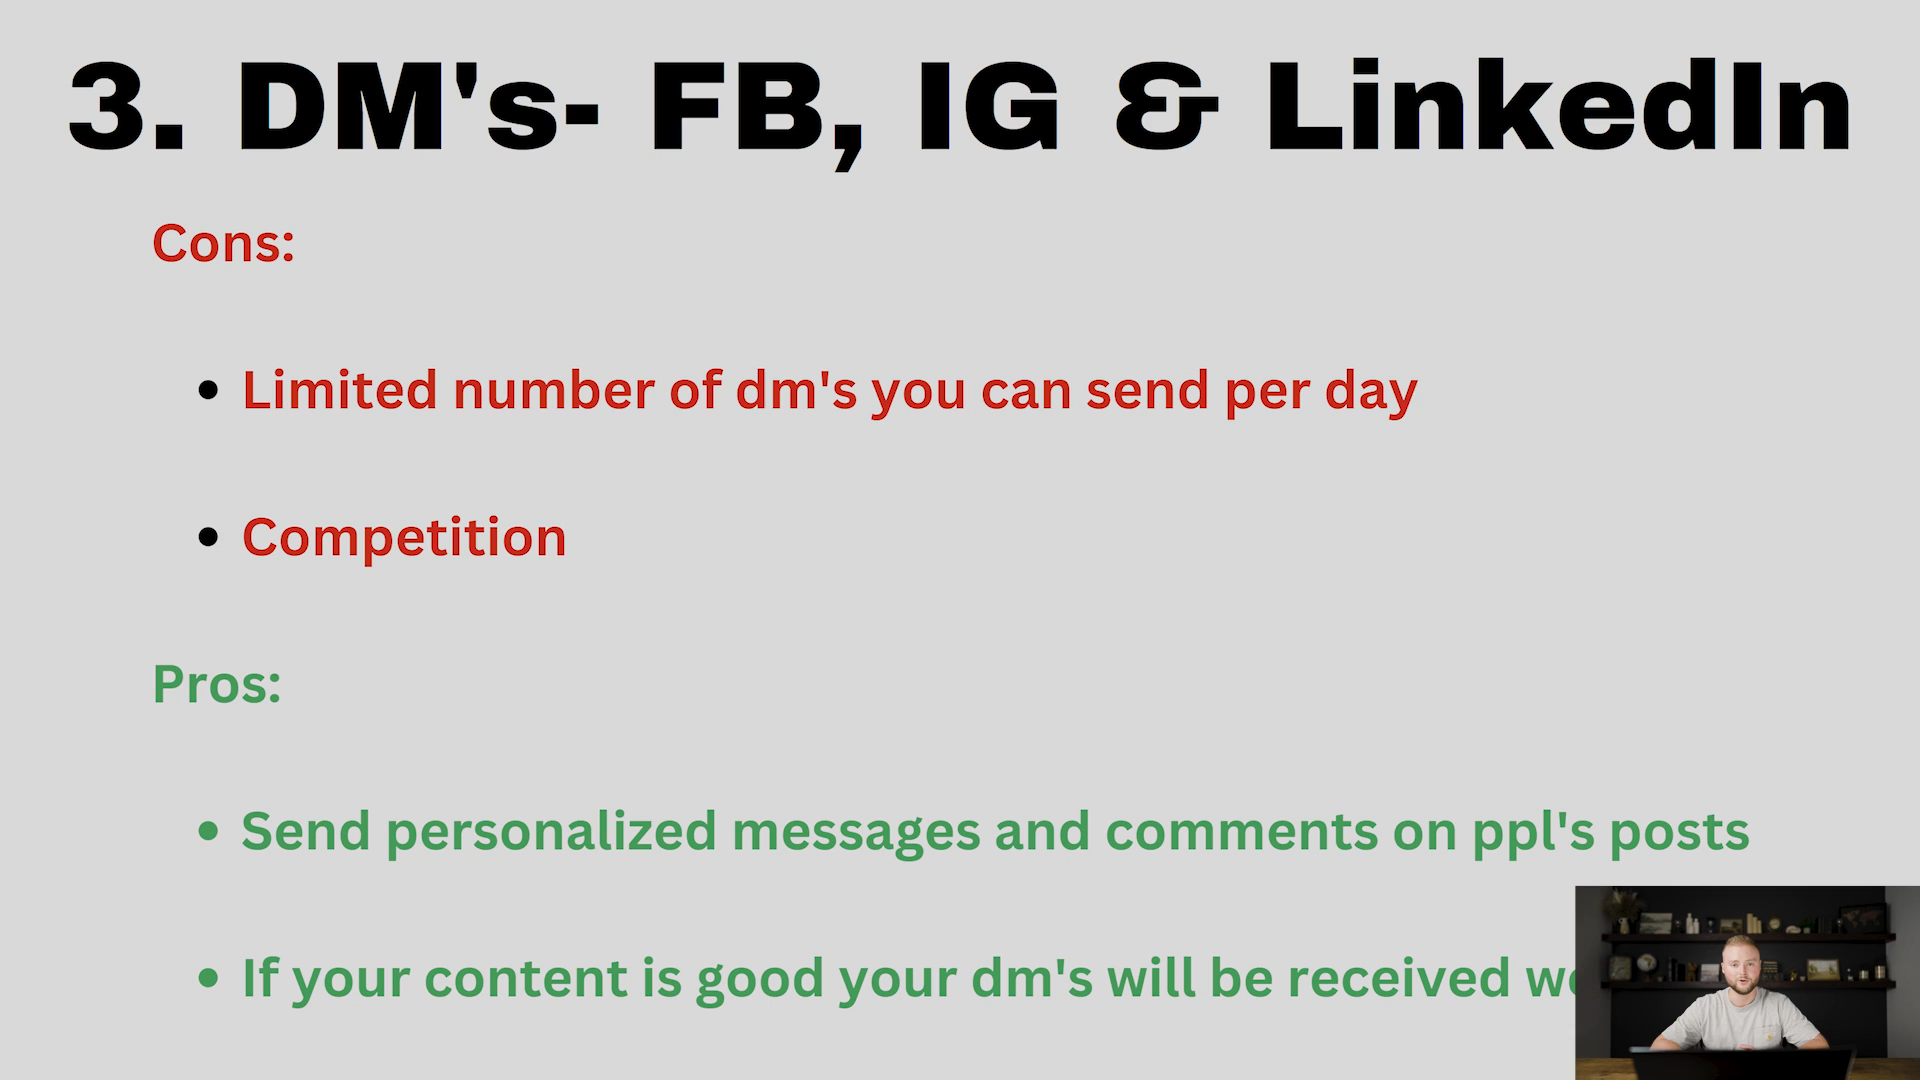 3. DM's- FB, IG & LinkedIn
Cons:
• Limited number of dm's you can send per day
• Competition
Pros:
• Send personalized messages and comments on ppl's posts
• If your content is good your dm's will be received